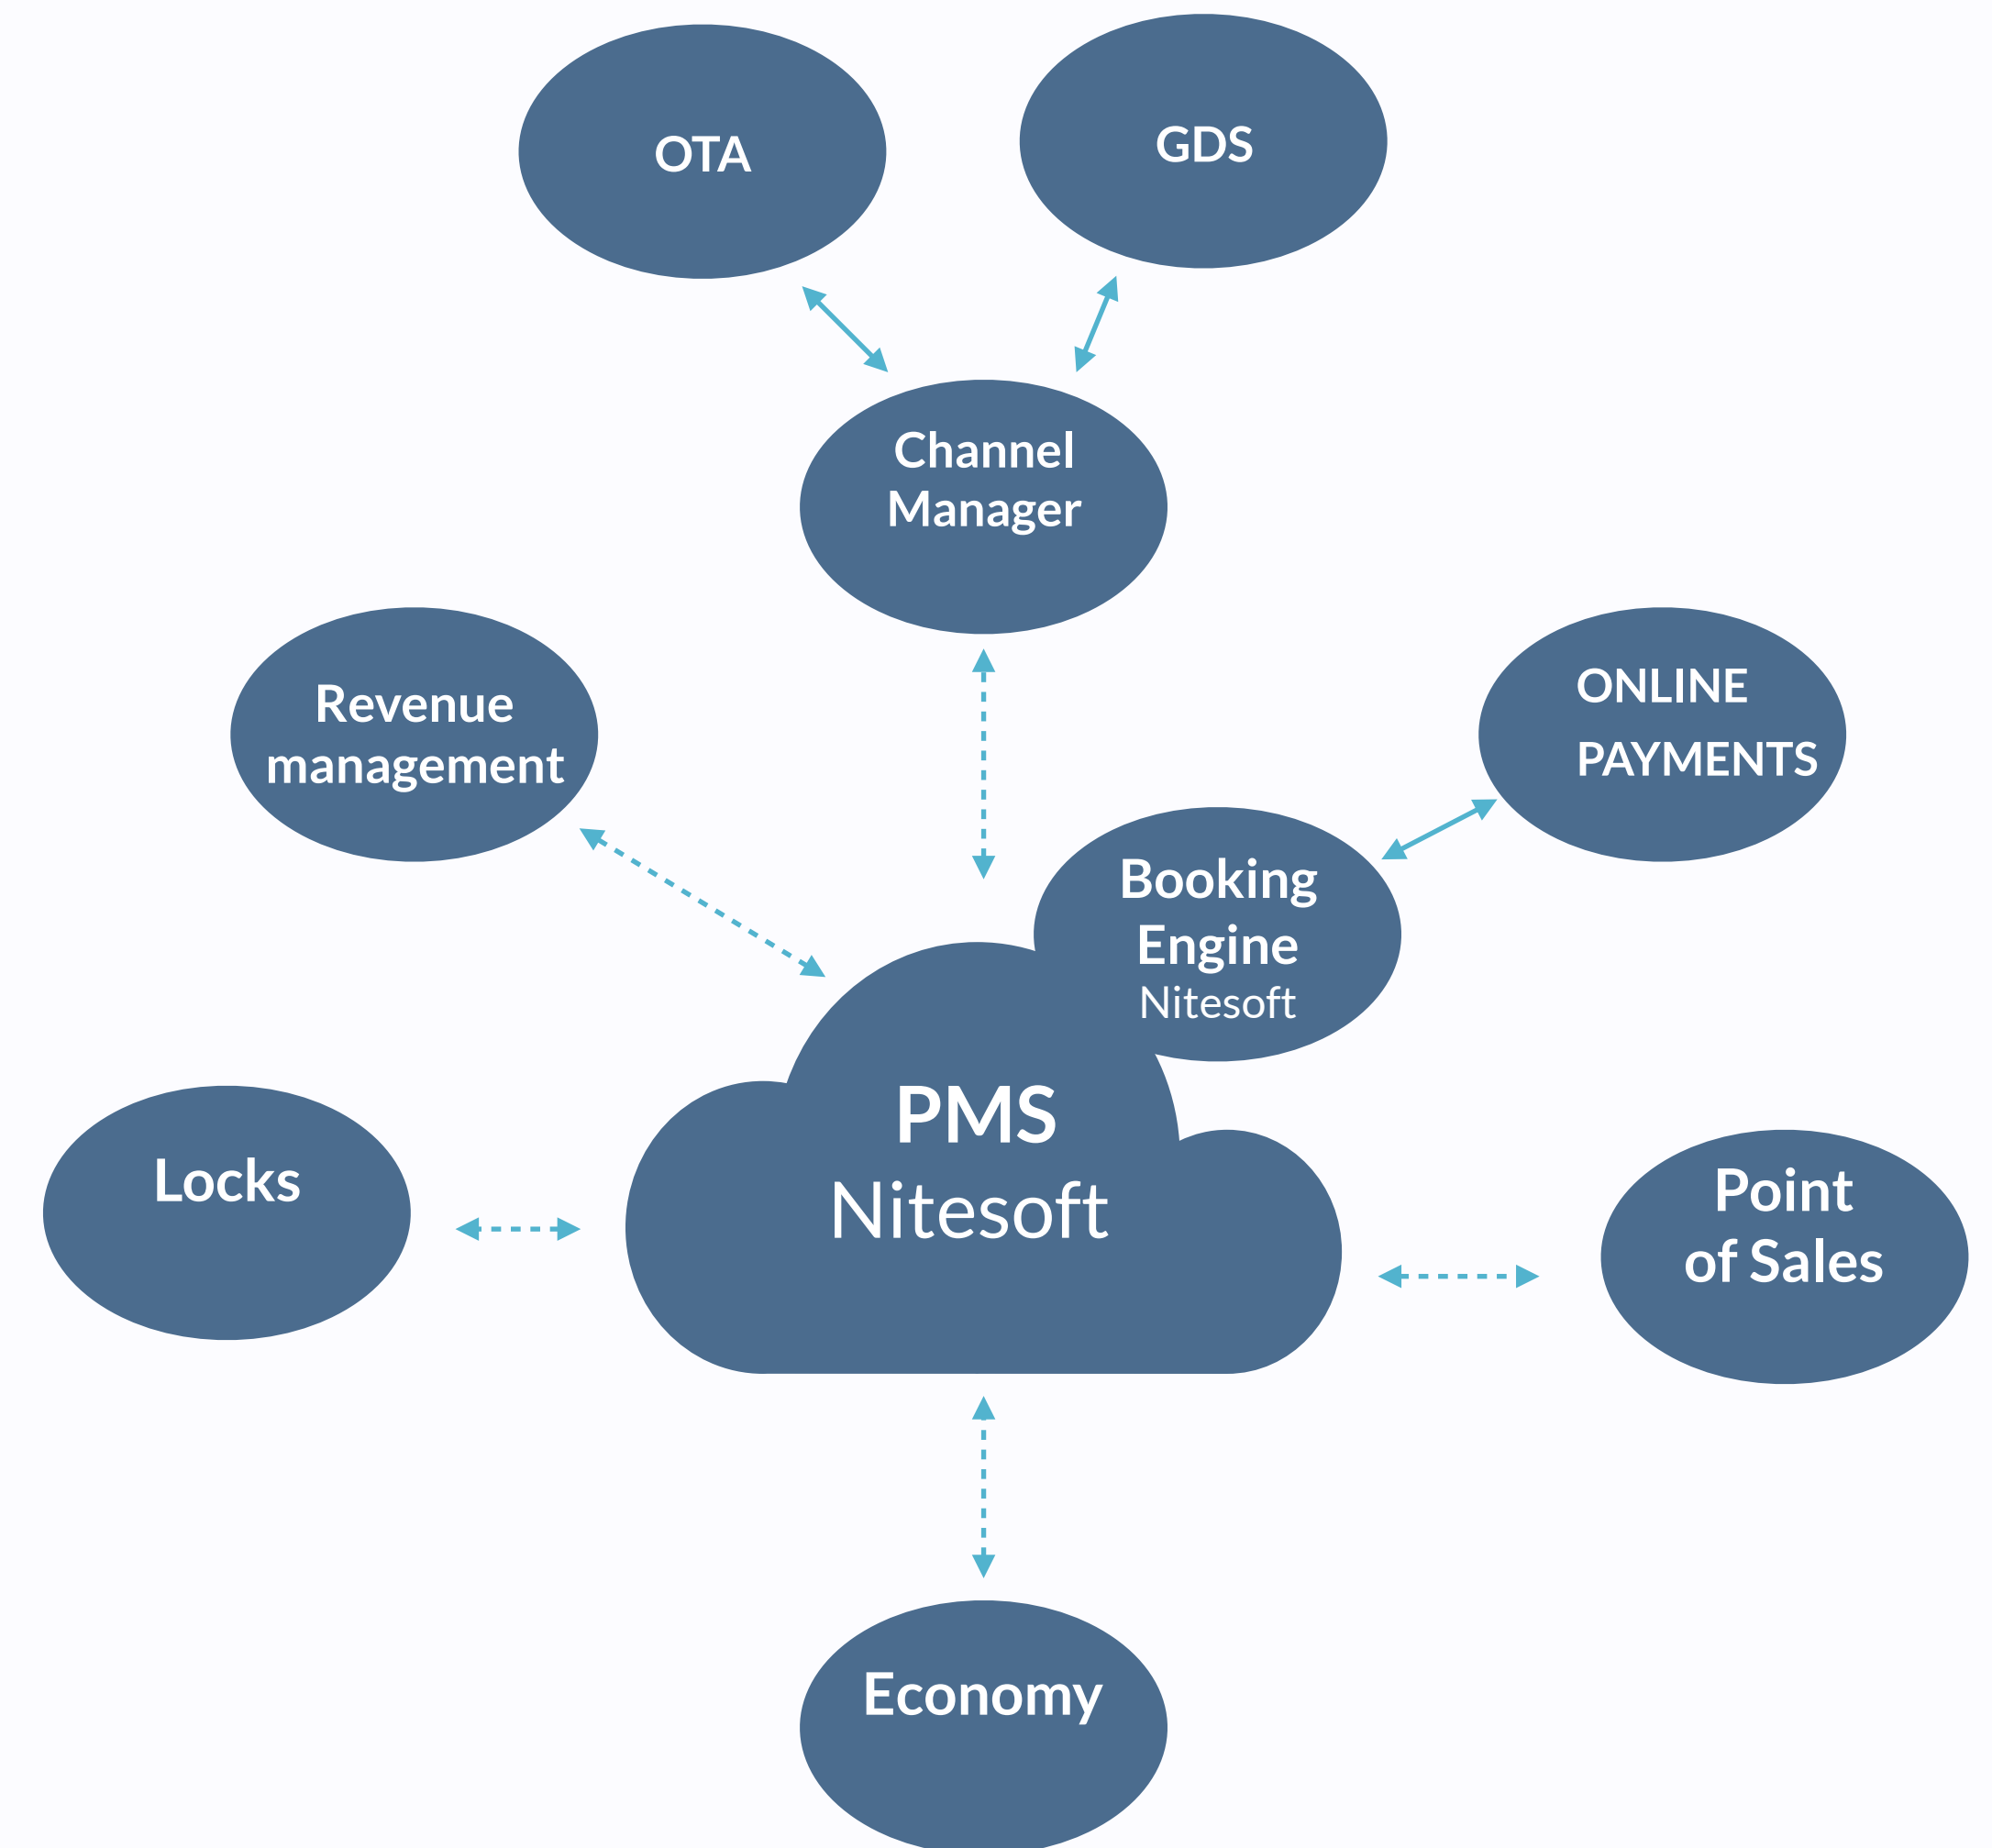 OTA
GDS
Channel
Manager
Revenue
management
ONLINE
PAYMENTS
Booking
Engine
Nitesoft
PMS
Nitesoft
Locks
Point
of Sales
Economy